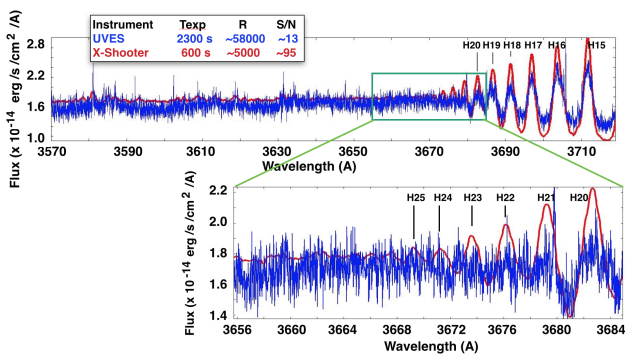 Instrument Texp R S/N
UVES 2300 s ~58000 ~13
X-Shooter 600 s ~5000 ~95
Flux (x 10-14 erg/s/cm2 /A)
2.8
2.2
1.6
1.0
H20 H19 H18 H17 H16 H15
3570 3590 3610 3630 3650 3670 3690 3710
Wavelength (A)
Flux (x 10-14 erg/s/cm2 /A)
2.2
2.0
1.8
1.6
1.4
H25 H24 H23 H22 H21 H20
3656 3660 3664 3668 3672 3676 3680 3684
Wavelength (A)